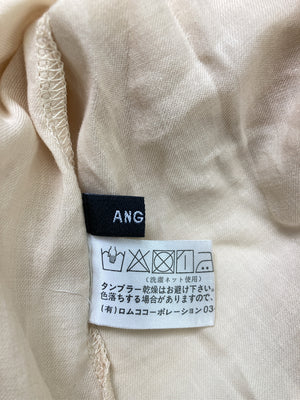 ANG
(洗濯ネット使用)
タンブラー乾燥はお避け下さい。
色落ちする場合がありますので、
(有)ロムココーポレーション03-